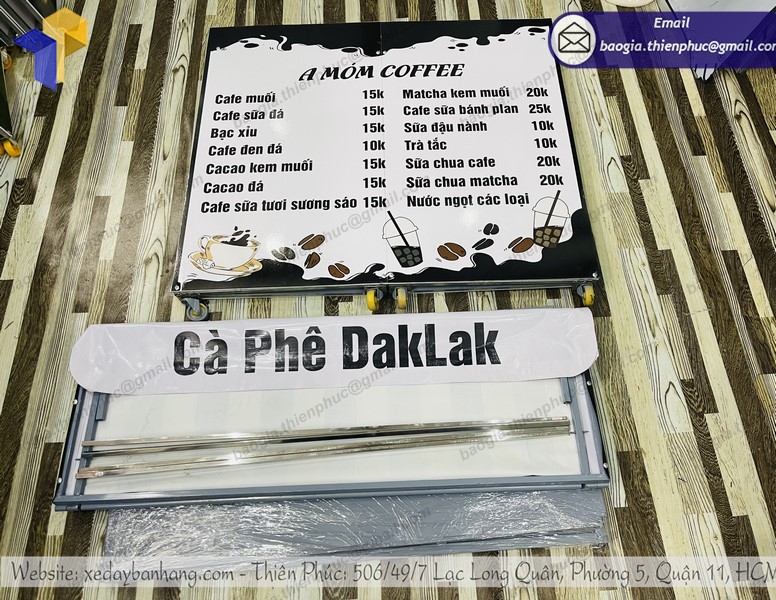 Email
baogia.thienphuc@gmail.com
A MÓM COFFEE
Cafe muối 15k
Cafe sữa đá 15k
Bạc xỉu 15k
Cafe đen đá 10k
Cacao kem muối 15k
Cacao đá 15k
Cafe sữa tươi sương sáo 15k
Matcha kem muối 20k
Cafe sữa bánh plan 25k
Sữa đậu nành 10k
Trà tắc 10k
Sữa chua cafe 20k
Sữa chua matcha 20k
Nước ngọt các loại
Cà Phê DakLak
Website: xedaybanhang.com - Thiên Phúc: 506/49/7 Lạc Long Quân, Phường 5, Quận 11, HCM